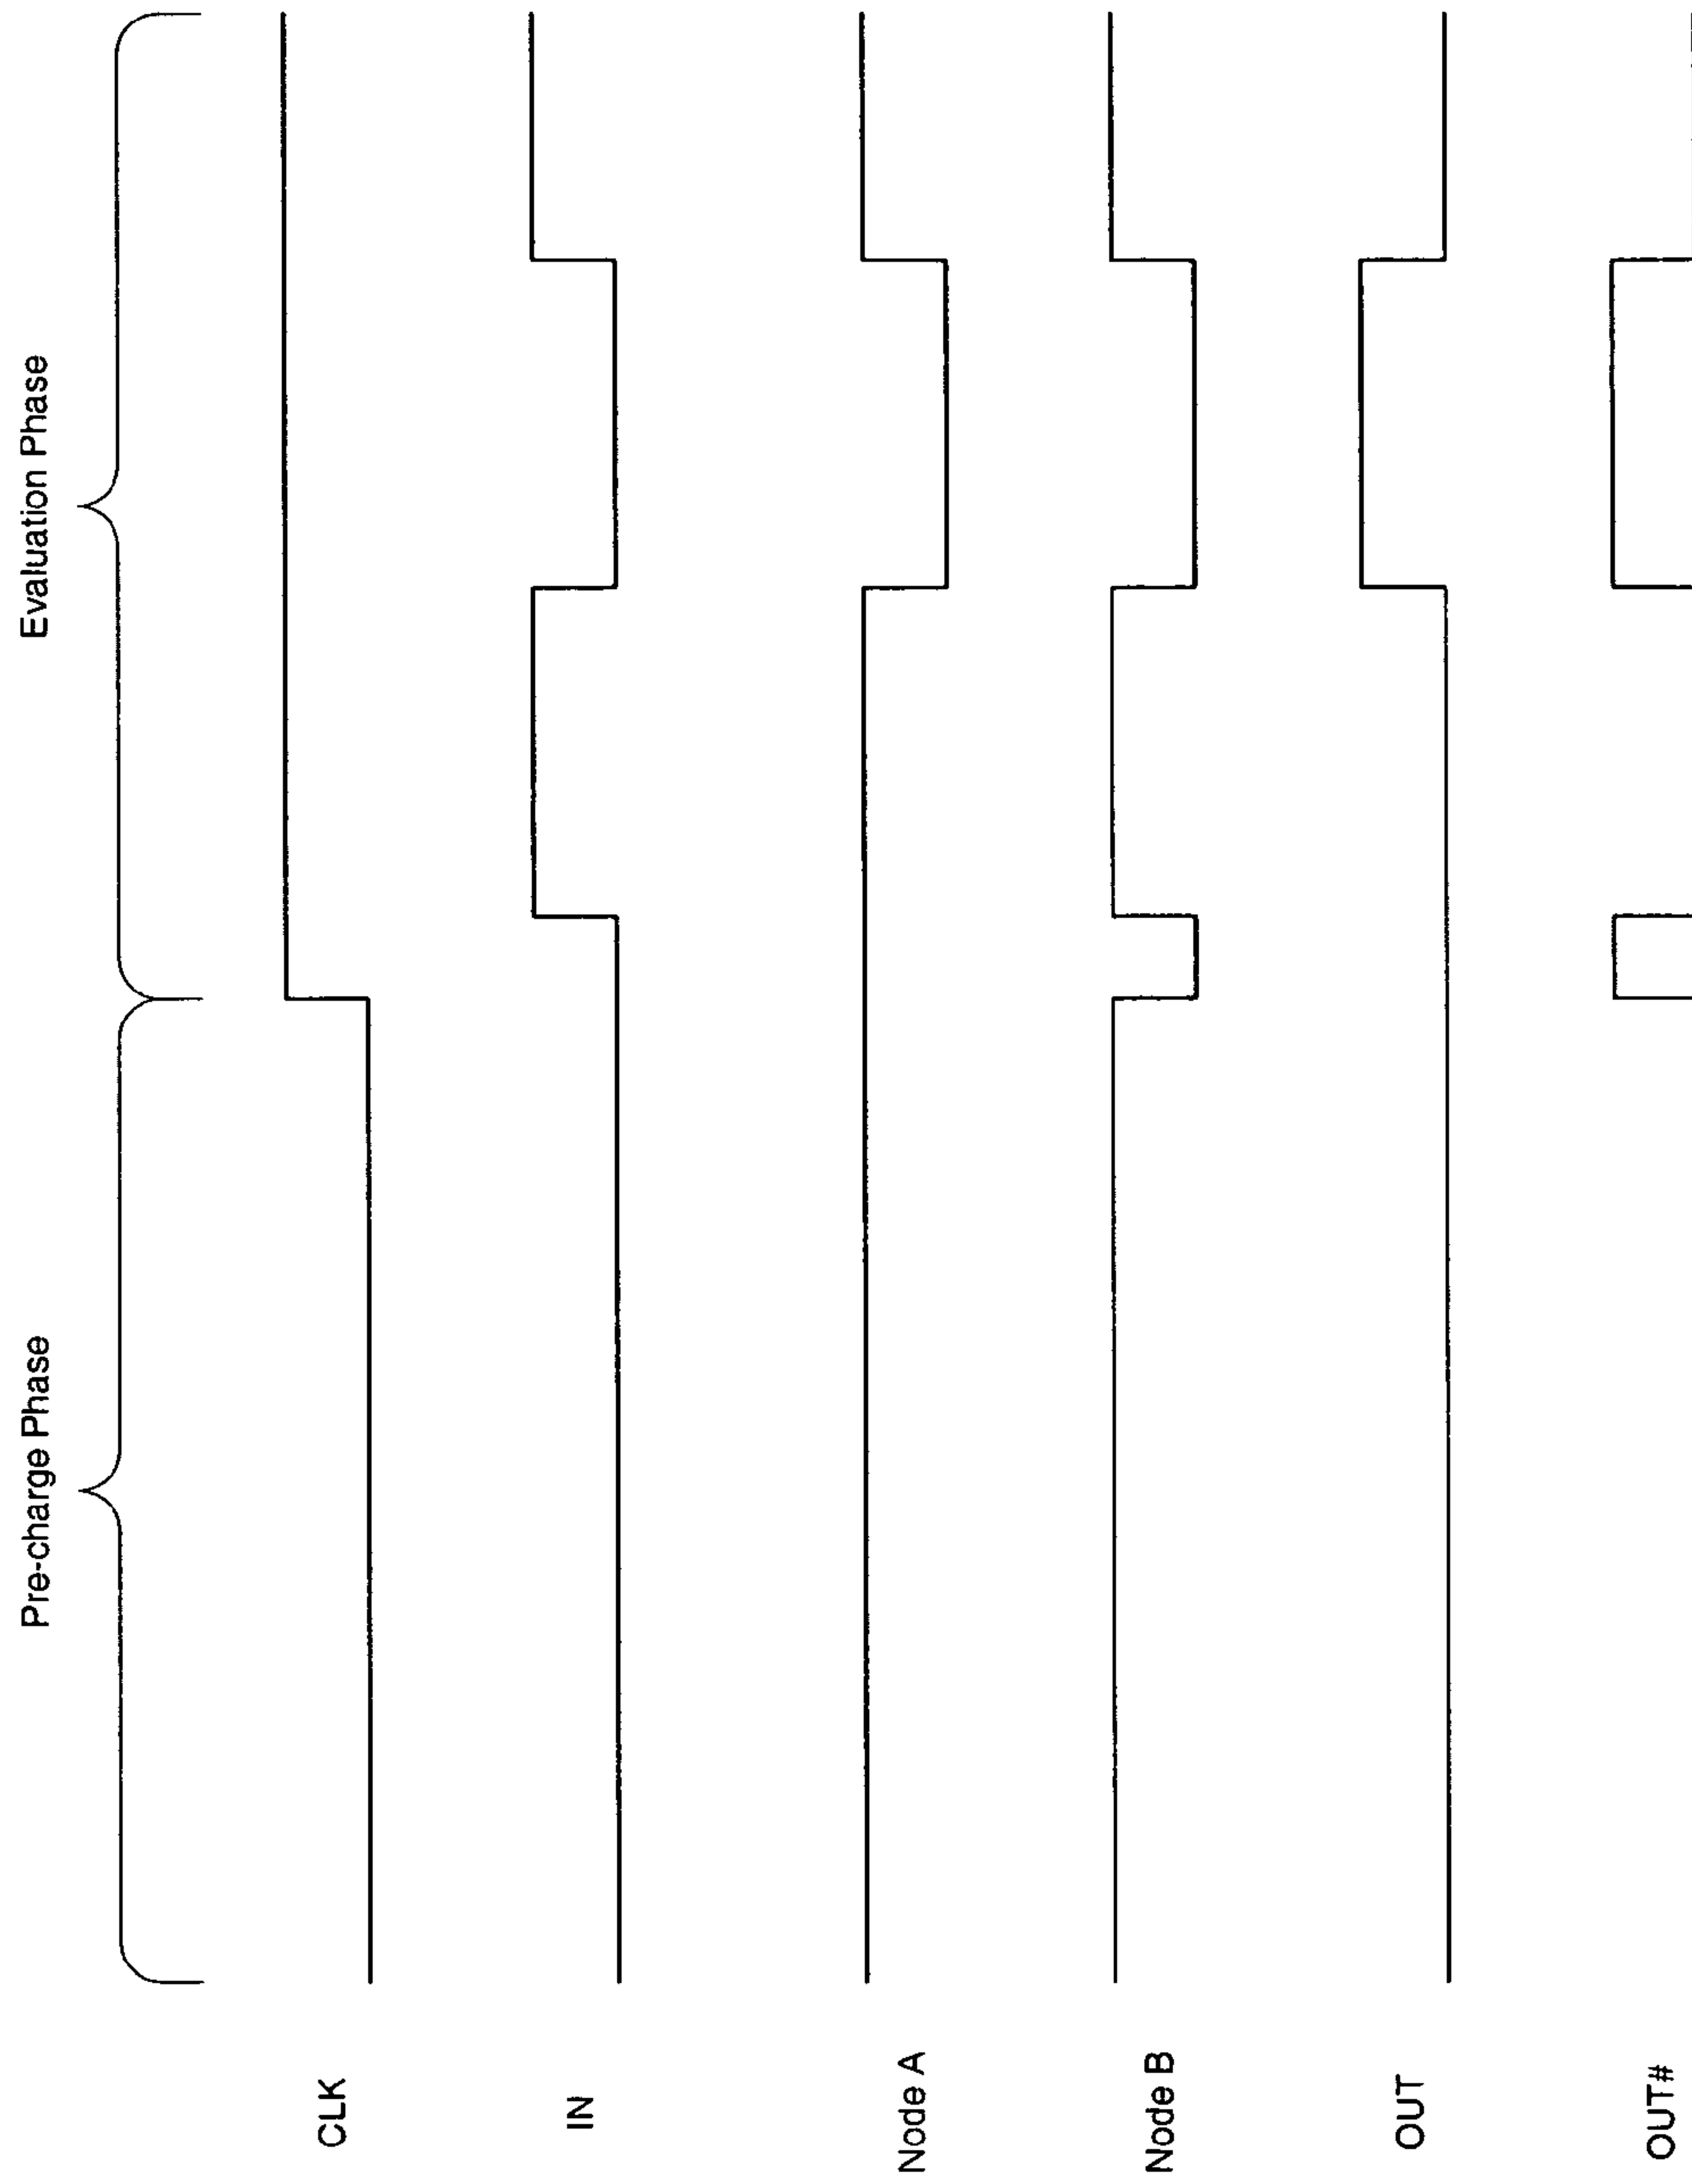 Pre-charge Phase
Evaluation Phase
CLK
IN
Node A
Node B
OUT
OUT#